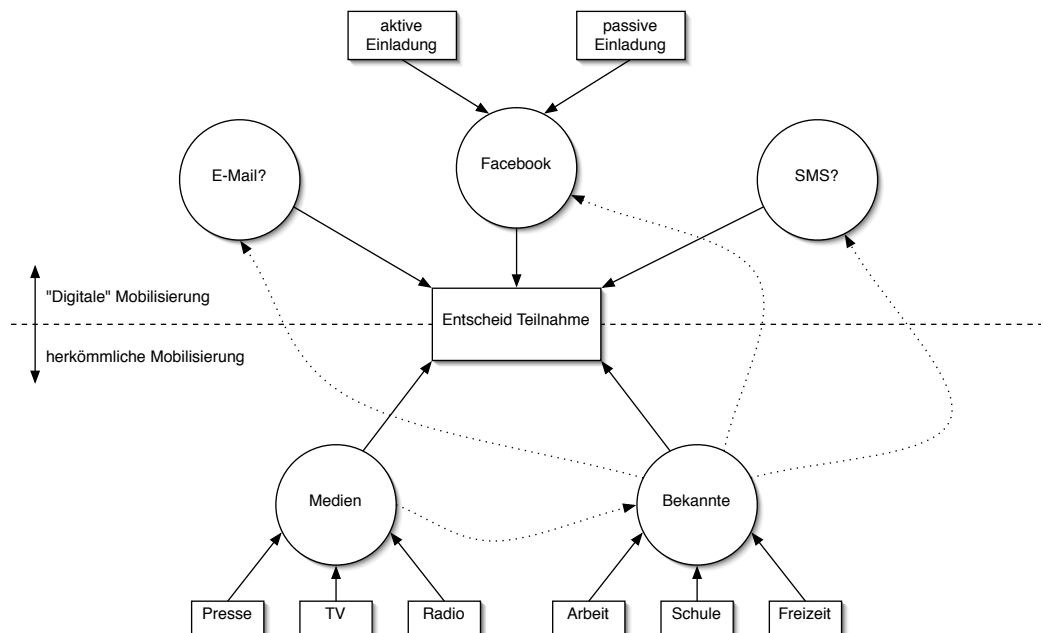 aktive
Einladung
passive
Einladung
E-Mail?
Facebook
SMS?
"Digitale" Mobilisierung
Entscheid Teilnahme
herkömmliche Mobilisierung
Medien
Bekannte
Presse
TV
Radio
Arbeit
Schule
Freizeit